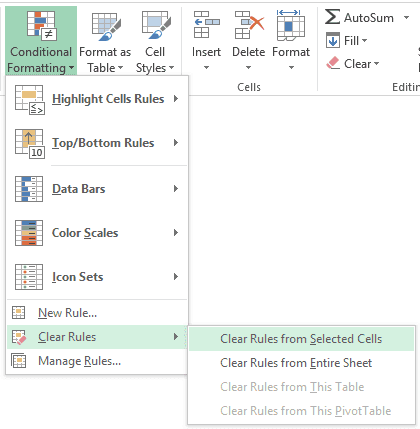 Conditional Formatting
Format as Table
Cell Styles
Insert
Delete
Format
Cells
AutoSum
Fill
Clear
Editin
Highlight Cells Rules
Top/Bottom Rules
10
Data Bars
Color Scales
Icon Sets
New Rule...
Clear Rules
Manage Rules...
Clear Rules from Selected Cells
Clear Rules from Entire Sheet
Clear Rules from This Table
Clear Rules from This PivotTable